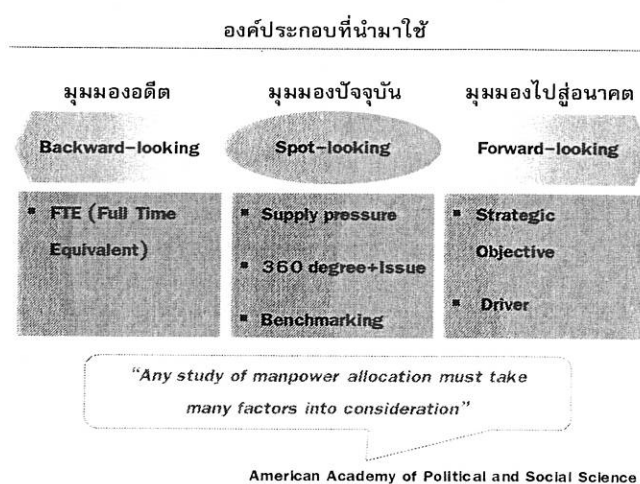 องค์ประกอบที่นำมาใช้
มุมมองอดีต
มุมมองปัจจุบัน
มุมมองไปสู่อนาคต
Backward-looking
Spot-looking
Forward-looking
▪ FTE (Full Time
Equivalent)
▪ Supply pressure
▪ 360 degree+Issue
▪ Benchmarking
▪ Strategic
Objective
▪ Driver
“Any study of manpower allocation must take
many factors into consideration”
American Academy of Political and Social Science